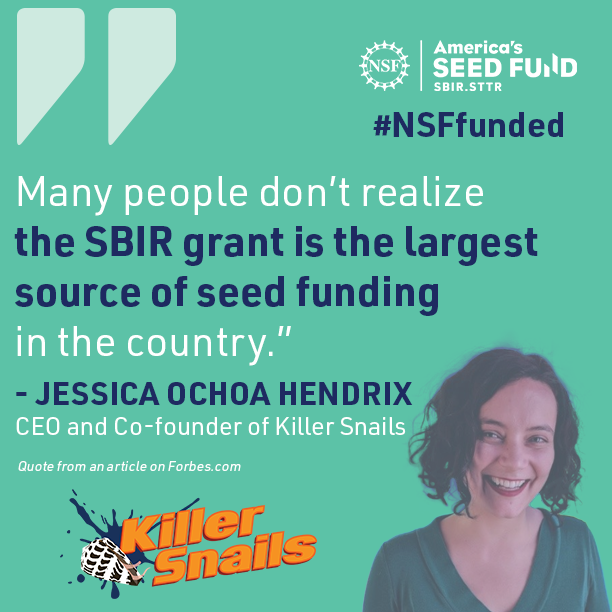 NSF
America's
SEED FUND
SBIR.STTR
#NSFfunded
Many people don't realize
the SBIR grant is the largest
source of seed funding
in the country.”
- JESSICA OCHOA HENDRIX
CEO and Co-founder of Killer Snails
Quote from an article on Forbes.com
Killer
Snails